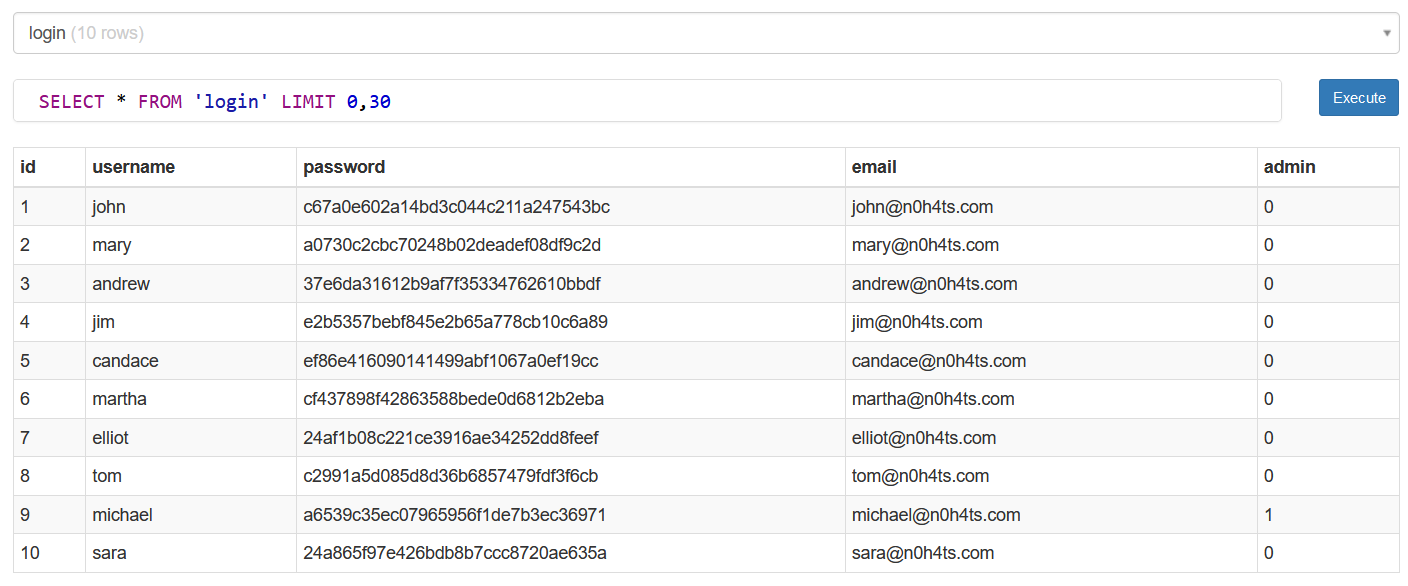 login (10 rows)
SELECT * FROM 'login' LIMIT 0,30
Execute
id username password email admin
1 john c67a0e602a14bd3c044c211a247543bc john@n0h4ts.com 0
2 mary a0730c2cbc70248b02deadef08df9c2d mary@n0h4ts.com 0
3 andrew 37e6da31612b9af7f35334762610bbdf andrew@n0h4ts.com 0
4 jim e2b5357bebf845e2b65a778cb10c6a89 jim@n0h4ts.com 0
5 candace ef86e416090141499abf1067a0ef19cc candace@n0h4ts.com 0
6 martha cf437898f42863588bede0d6812b2eba martha@n0h4ts.com 0
7 elliot 24af1b08c221ce3916ae34252dd8feef elliot@n0h4ts.com 0
8 tom c2991a5d085d8d36b6857479fdf3f6cb tom@n0h4ts.com 0
9 michael a6539c35ec07965956f1de7b3ec36971 michael@n0h4ts.com 1
10 sara 24a865f97e426bdb8b7ccc8720ae635a sara@n0h4ts.com 0